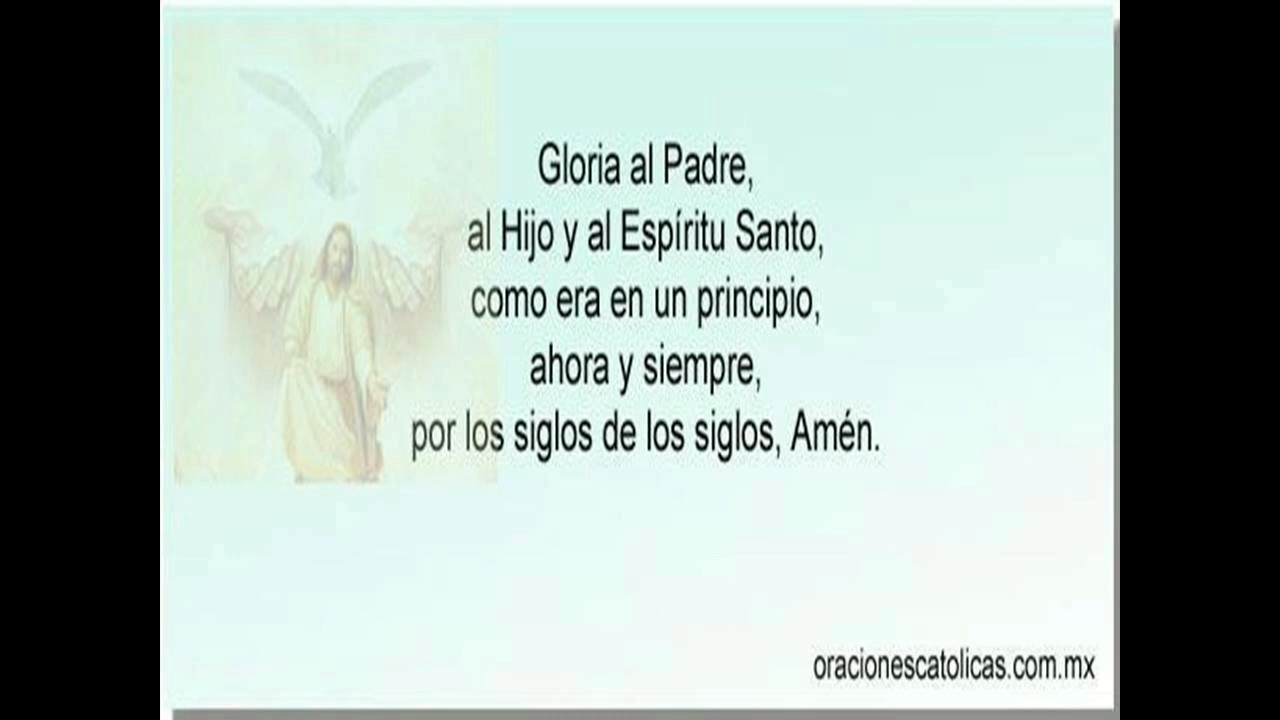 Gloria al Padre,
al Hijo y al Espíritu Santo,
como era en un principio,
ahora y siempre,
por los siglos de los siglos, Amén.
oracionescatolicas.com.mx